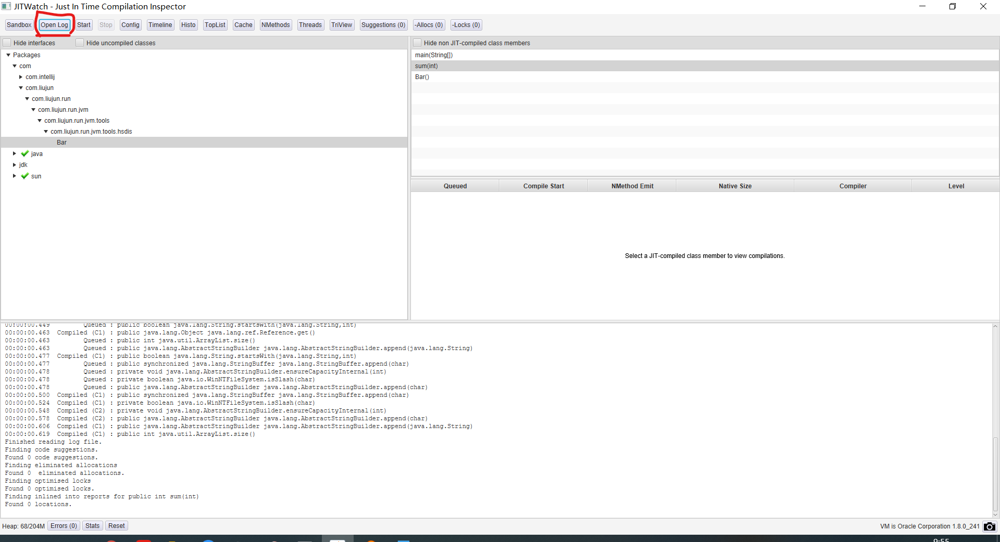 JITWatch - Just In Time Compilation Inspector
Sandbox Open Log Start Stop Config Timeline Histo TopList Cache NMethods Threads TriView Suggestions (0) -Allocs (0) -Locks (0)
Hide interfaces Hide uncompiled classes
Packages
com
com.intellij
com.liujun
com.liujun.run
com.liujun.run.jvm
com.liujun.run.jvm.tools
com.liujun.run.jvm.tools.hsdis
Bar
java
jdk
sun
Hide non JIT-compiled class members
main(String[])
sum(int)
Bar()
Queued Compile Start NMethod Emit Native Size Compiler Level
Select a JIT-compiled class member to view compilations.
00:00:00.449 Queued : public boolean java.lang.String.startsWith(java.lang.String,int)
00:00:00.463 Compiled (C1) : public java.lang.Object java.lang.ref.Reference.get()
00:00:00.463 Queued : public int java.util.ArrayList.size()
00:00:00.463 Queued : public java.lang.AbstractStringBuilder java.lang.AbstractStringBuilder.append(java.lang.String)
00:00:00.477 Compiled (C1) : public boolean java.lang.String.startsWith(java.lang.String,int)
00:00:00.477 Queued : public synchronized java.lang.StringBuffer java.lang.StringBuffer.append(char)
00:00:00.478 Queued : private void java.lang.AbstractStringBuilder.ensureCapacityInternal(int)
00:00:00.478 Queued : private boolean java.io.WinNTFileSystem.isSlash(char)
00:00:00.478 Queued : public java.lang.AbstractStringBuilder java.lang.AbstractStringBuilder.append(char)
00:00:00.500 Compiled (C1) : public synchronized java.lang.StringBuffer java.lang.StringBuffer.append(char)
00:00:00.524 Compiled (C1) : private boolean java.io.WinNTFileSystem.isSlash(char)
00:00:00.548 Compiled (C2) : private void java.lang.AbstractStringBuilder.ensureCapacityInternal(int)
00:00:00.578 Compiled (C2) : public java.lang.AbstractStringBuilder java.lang.AbstractStringBuilder.append(char)
00:00:00.606 Compiled (C1) : public java.lang.AbstractStringBuilder java.lang.AbstractStringBuilder.append(java.lang.String)
00:00:00.619 Compiled (C1) : public int java.util.ArrayList.size()
Finished reading log file.
Finding code suggestions.
Found 0 code suggestions.
Finding eliminated allocations
Found 0  eliminated allocations.
Finding optimised locks
Found 0 optimised locks.
Finding inlined into reports for public int sum(int)
Found 0 locations.
Heap: 68/204M Errors (0) Stats Reset VM is Oracle Corporation 1.8.0_241
9:55